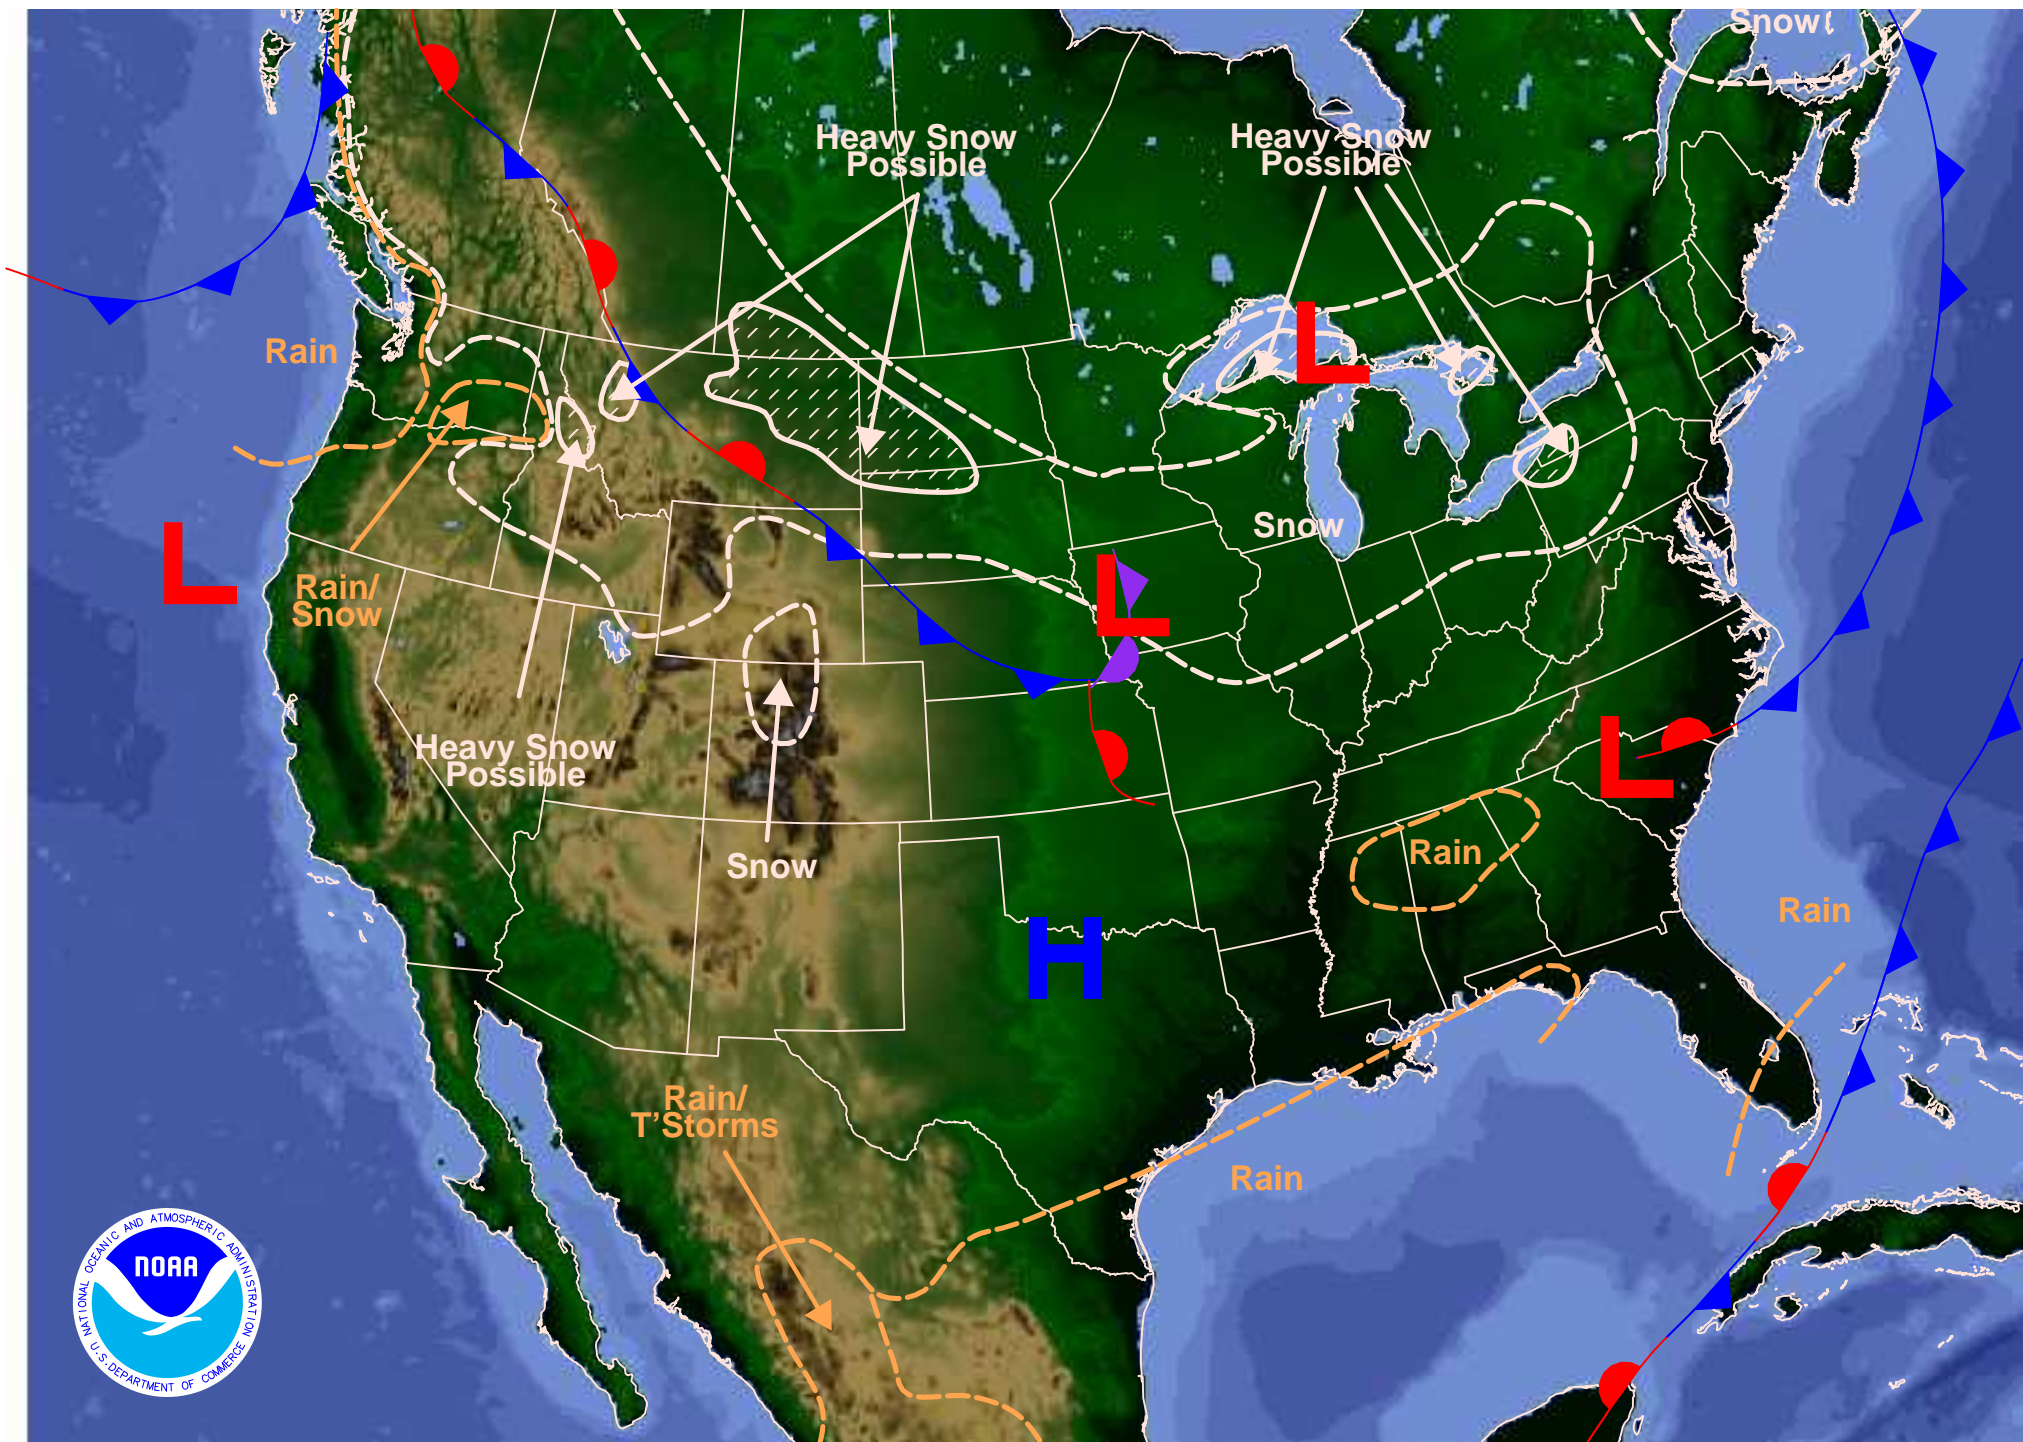 Snow
Heavy Snow
Possible
Heavy Snow
Possible
L
Rain
L
Snow
L
L
Rain/
Snow
Heavy Snow
Possible
L
Snow
Rain
Rain
H
Rain/
T’Storms
Rain
NATIONAL OCEANIC AND ATMOSPHERIC ADMINISTRATION
NOAA
U.S. DEPARTMENT OF COMMERCE